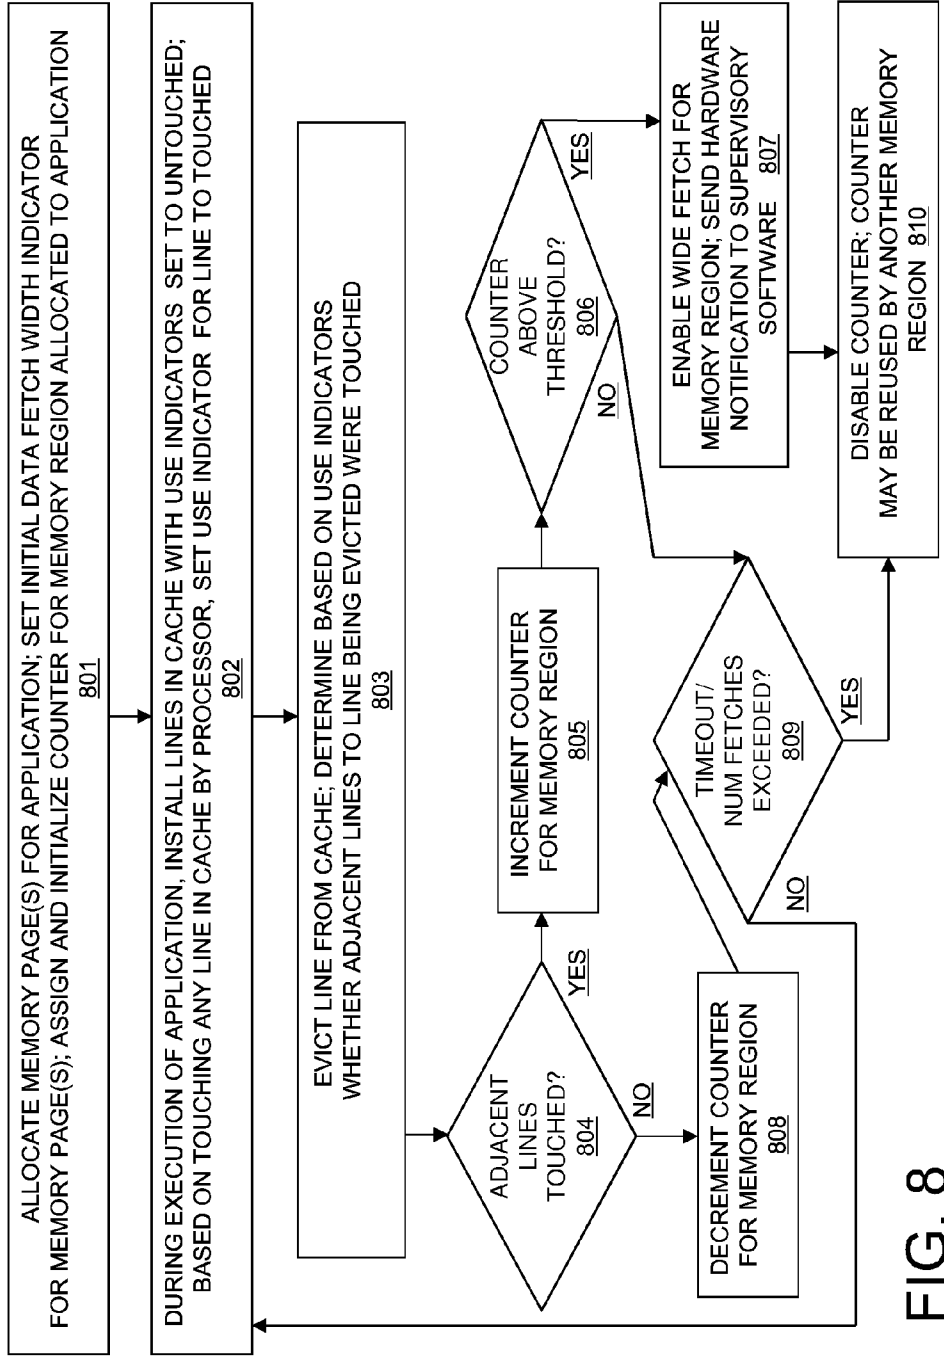 ALLOCATE MEMORY PAGE(S) FOR APPLICATION; SET INITIAL DATA FETCH WIDTH INDICATOR
FOR MEMORY PAGE(S); ASSIGN AND INITIALIZE COUNTER FOR MEMORY REGION ALLOCATED TO APPLICATION
801
DURING EXECUTION OF APPLICATION, INSTALL LINES IN CACHE WITH USE INDICATORS SET TO UNTOUCHED;
BASED ON TOUCHING ANY LINE IN CACHE BY PROCESSOR, SET USE INDICATOR FOR LINE TO TOUCHED
802
EVICT LINE FROM CACHE; DETERMINE BASED ON USE INDICATORS
WHETHER ADJACENT LINES TO LINE BEING EVICTED WERE TOUCHED
803
ADJACENT
LINES
TOUCHED?
804
YES
NO
INCREMENT COUNTER
FOR MEMORY REGION
805
COUNTER
ABOVE
THRESHOLD?
806
YES
NO
ENABLE WIDE FETCH FOR
MEMORY REGION; SEND HARDWARE
NOTIFICATION TO SUPERVISORY
SOFTWARE 807
DECREMENT COUNTER
FOR MEMORY REGION
808
TIMEOUT/
NUM FETCHES
EXCEEDED?
809
NO
YES
DISABLE COUNTER; COUNTER
MAY BE REUSED BY ANOTHER MEMORY
REGION 810
FIG. 8